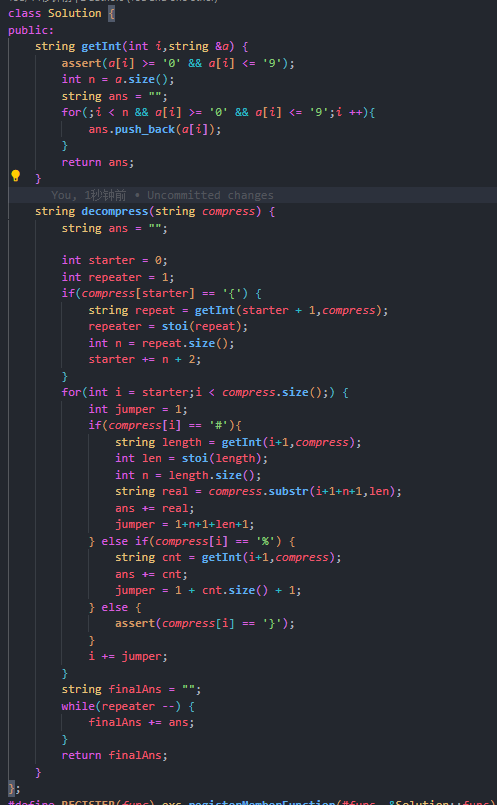 class Solution {
public:
    string getInt(int i,string &a) {
        assert(a[i] >= '0' && a[i] <= '9');
        int n = a.size();
        string ans = "";
        for(;i < n && a[i] >= '0' && a[i] <= '9';i ++){
            ans.push_back(a[i]);
        }
        return ans;
    }
You, 1秒钟前 • Uncommitted changes
    string decompress(string compress) {
        string ans = "";
        int starter = 0;
        int repeater = 1;
        if(compress[starter] == '{') {
            string repeat = getInt(starter + 1,compress);
            repeater = stoi(repeat);
            int n = repeat.size();
            starter += n + 2;
        }
        for(int i = starter;i < compress.size();) {
            int jumper = 1;
            if(compress[i] == '#'){
                string length = getInt(i+1,compress);
                int len = stoi(length);
                int n = length.size();
                string real = compress.substr(i+1+n+1,len);
                ans += real;
                jumper = 1+n+1+len+1;
            } else if(compress[i] == '%') {
                string cnt = getInt(i+1,compress);
                ans += cnt;
                jumper = 1 + cnt.size() + 1;
            } else {
                assert(compress[i] == '}');
            }
            i += jumper;
        }
        string finalAns = "";
        while(repeater --) {
            finalAns += ans;
        }
        return finalAns;
    }
};
#define REGISTER(func) exc.registerMemberFunction(#func, &Solution::func)